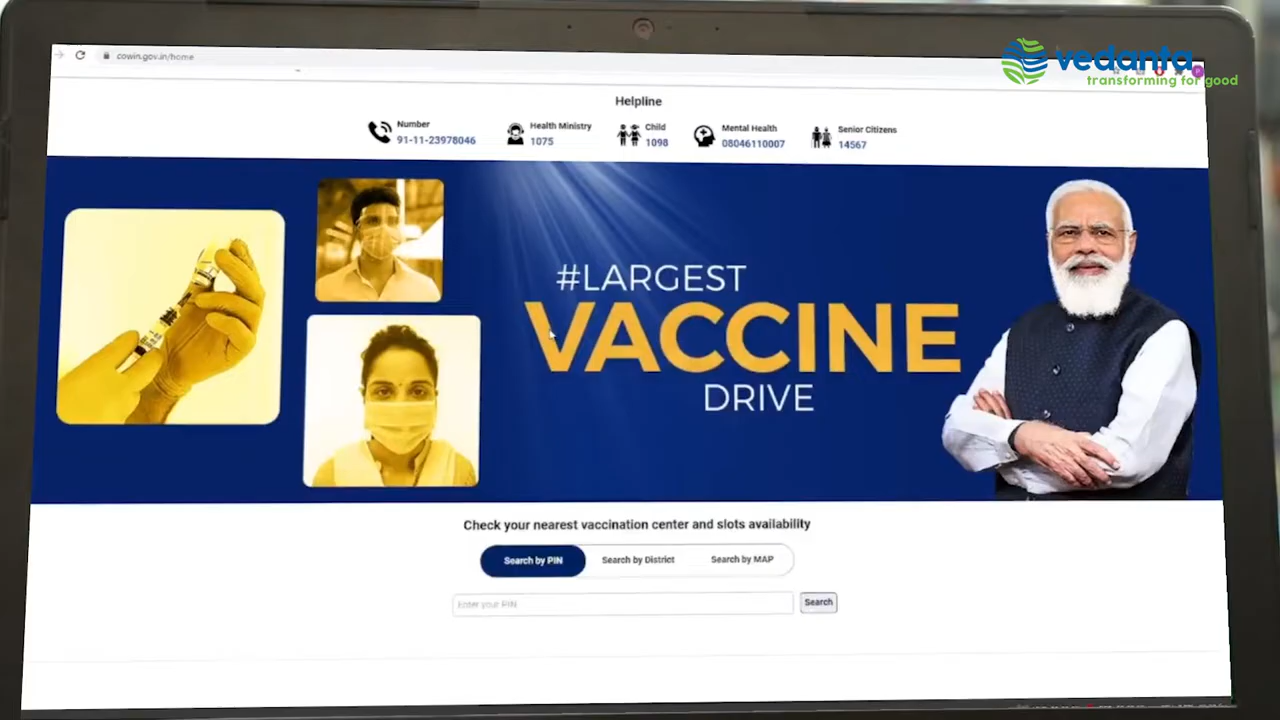 cowin.gov.in/home
vedanta
transforming for good
Helpline
Number
91-11-23978046
Health Ministry
1075
Child
1098
Mental Health
08046110007
Senior Citizens
14567
#LARGEST
VACCINE
DRIVE
Check your nearest vaccination center and slots availability
Search by PIN
Search by District
Search by MAP
Enter your PIN
Search